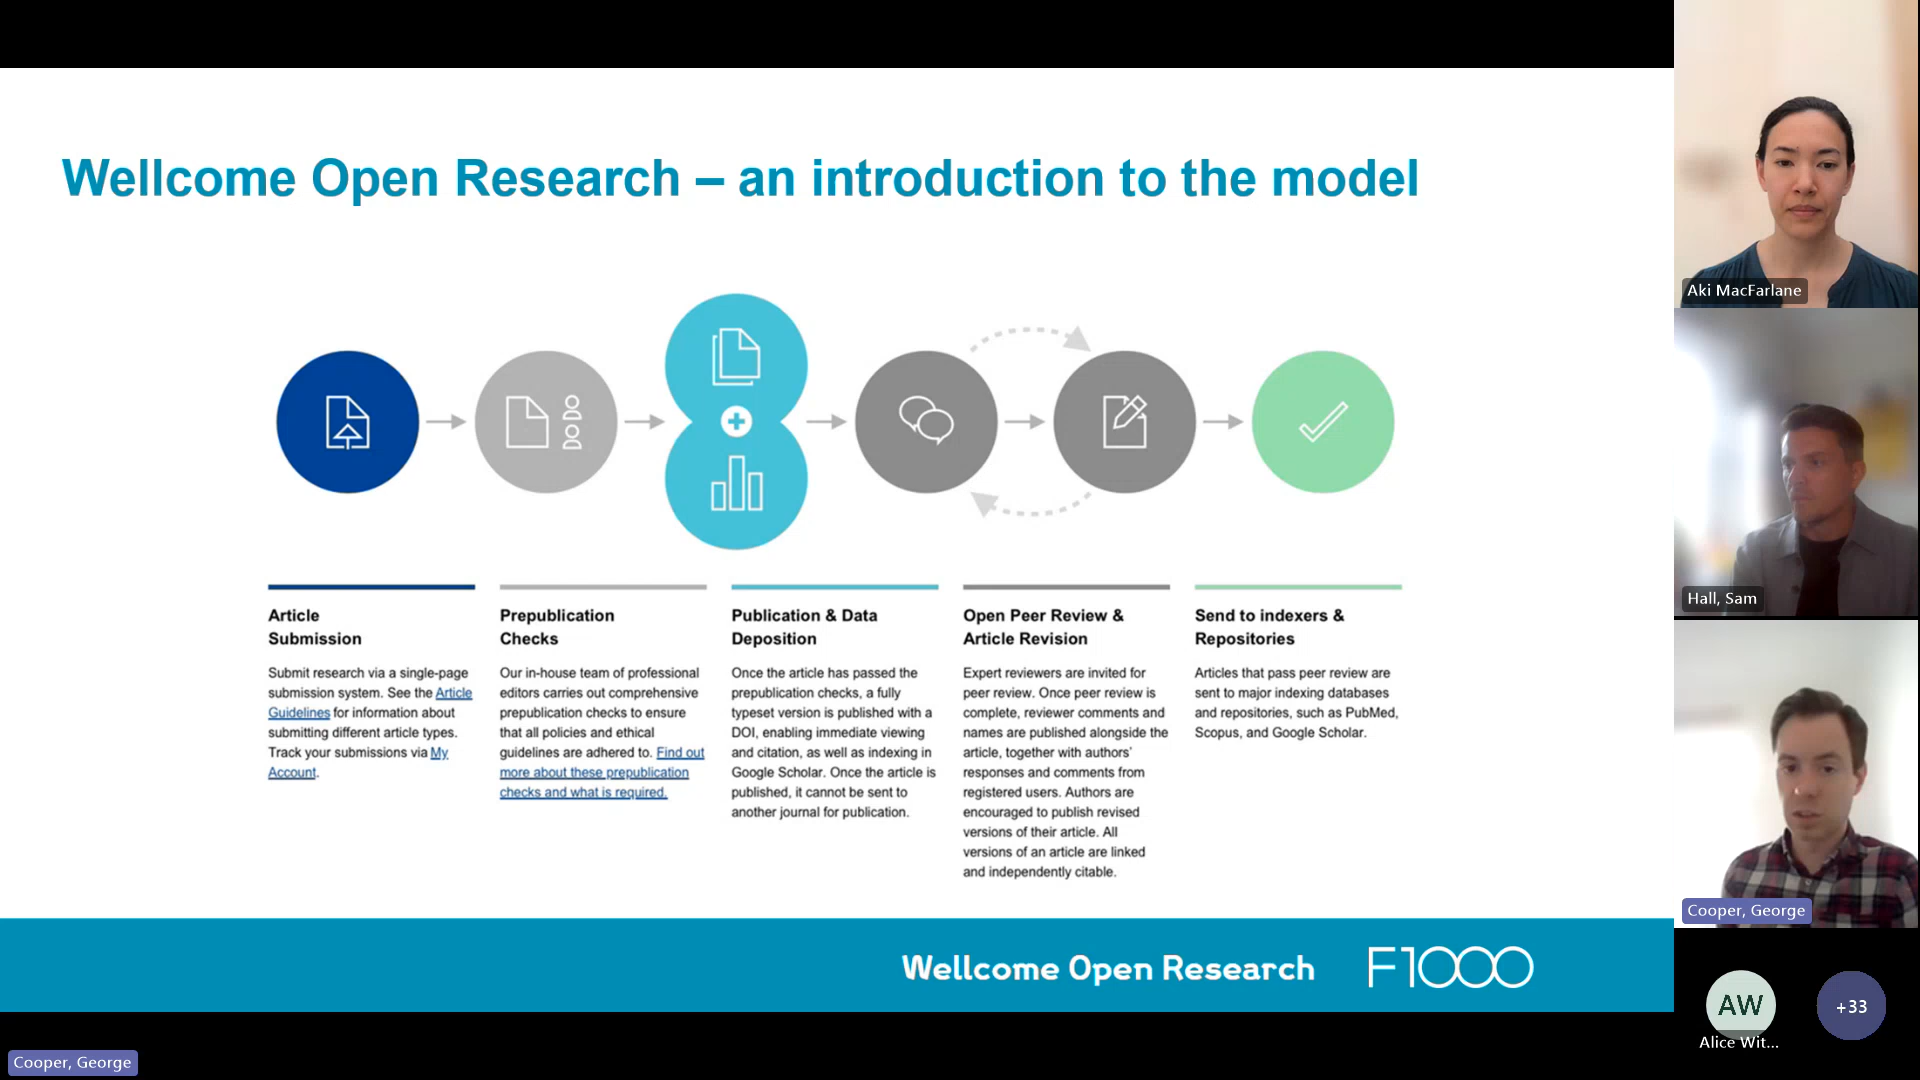 Wellcome Open Research – an introduction to the model
Article
Submission
Submit research via a single-page
submission system. See the Article
Guidelines for information about
submitting different article types.
Track your submissions via My
Account.
Prepublication
Checks
Our in-house team of professional
editors carries out comprehensive
prepublication checks to ensure
that all policies and ethical
guidelines are adhered to. Find out
more about these prepublication
checks and what is required.
Publication & Data
Deposition
Once the article has passed the
prepublication checks, a fully
typeset version is published with a
DOI, enabling immediate viewing
and citation, as well as indexing in
Google Scholar. Once the article is
published, it cannot be sent to
another journal for publication.
Open Peer Review &
Article Revision
Expert reviewers are invited for
peer review. Once peer review is
complete, reviewer comments and
names are published alongside the
article, together with authors'
responses and comments from
registered users. Authors are
encouraged to publish revised
versions of their article. All
versions of an article are linked
and independently citable.
Send to indexers &
Repositories
Articles that pass peer review are
sent to major indexing databases
and repositories, such as PubMed,
Scopus, and Google Scholar.
Wellcome Open Research
F1000
Cooper, George
Aki MacFarlane
Hall, Sam
Cooper, George
AW
Alice Wit...
+33